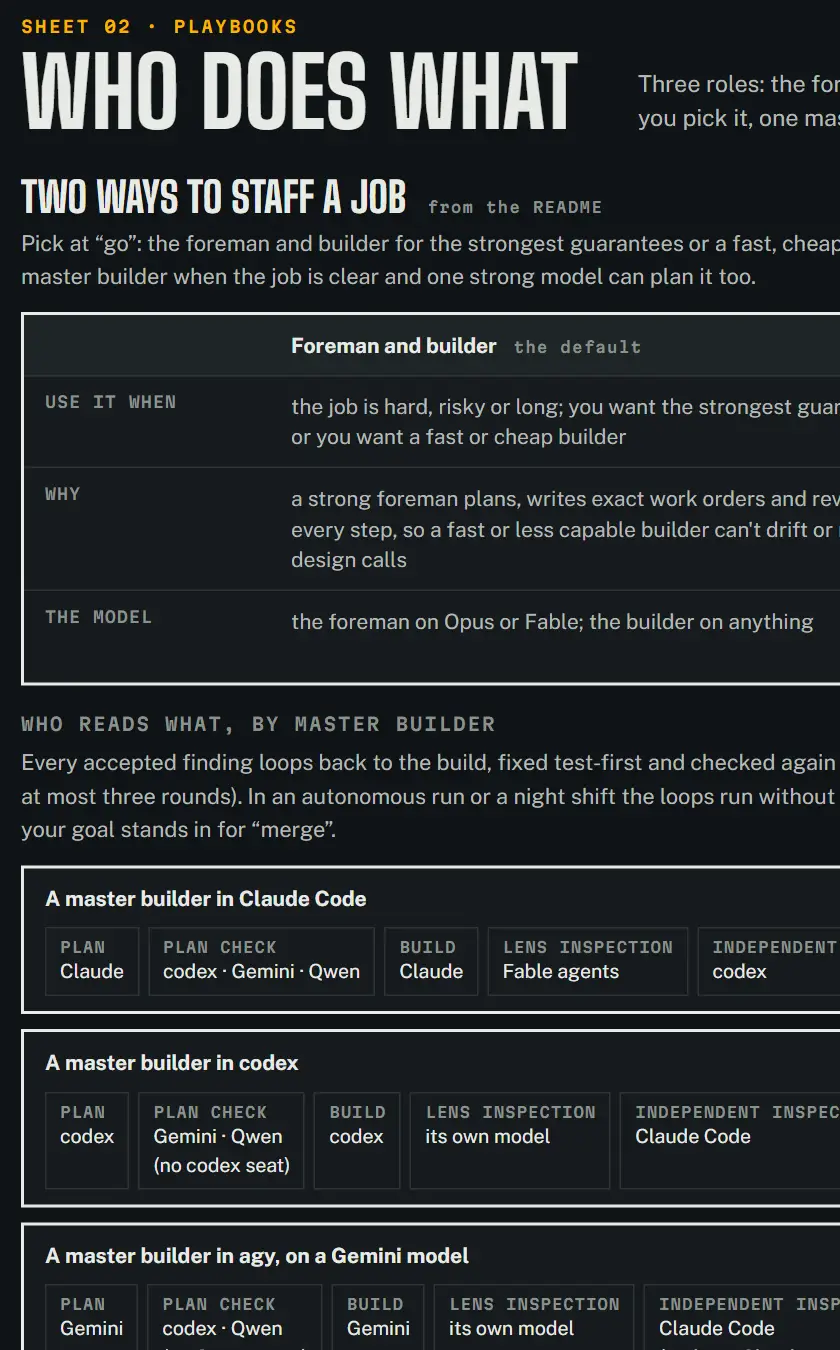 SHEET 02 · PLAYBOOKS
WHO DOES WHAT
Three roles: the
you pick it, one
TWO WAYS TO STAFF A JOB from the README
Pick at “go”: the foreman and builder for the strongest guarantees or a fast,
master builder when the job is clear and one strong model can plan it too.
Foreman and builder the default
USE IT WHEN
the job is hard, risky or long; you want the strongest
or you want a fast or cheap builder
WHY
a strong foreman plans, writes exact work orders and
every step, so a fast or less capable builder can't drift or
design calls
THE MODEL
the foreman on Opus or Fable; the builder on anything
WHO READS WHAT, BY MASTER BUILDER
Every accepted finding loops back to the build, fixed test-first and checked again
at most three rounds). In an autonomous run or a night shift the loops run without
your goal stands in for “merge”.
A master builder in Claude Code
PLAN
Claude
PLAN CHECK
codex · Gemini · Qwen
BUILD
Claude
LENS INSPECTION
Fable agents
INDEPENDENT
codex
A master builder in codex
PLAN
codex
PLAN CHECK
Gemini · Qwen
(no codex seat)
BUILD
codex
LENS INSPECTION
its own model
INDEPENDENT
Claude Code
A master builder in agy, on a Gemini model
PLAN
Gemini
PLAN CHECK
codex · Qwen
BUILD
Gemini
LENS INSPECTION
its own model
INDEPENDENT
Claude Code